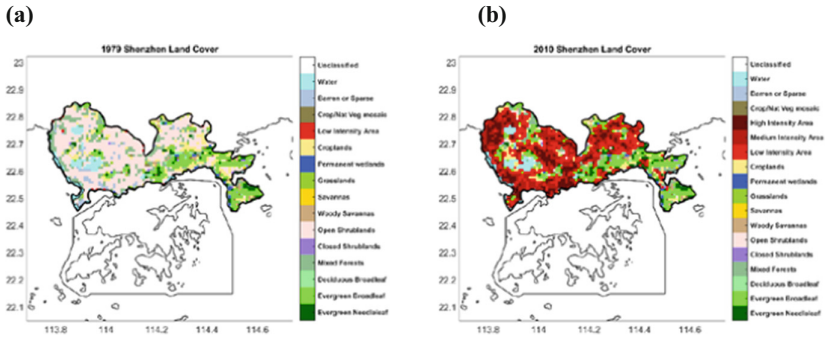 (a)
(b)
1979 Shenzhen Land Cover
23
22.9
22.8
22.7
22.6
22.5
22.4
22.3
22.2
22.1
113.8 114 114.2 114.4 114.6
Unclassified
Water
Barren or Sparse
Crop/Nat Veg mosaic
Low Intensity Area
Croplands
Permanent wetlands
Grasslands
Savannas
Woody Savannas
Open Shrublands
Closed Shrublands
Mixed Forests
Deciduous Broadleaf
Evergreen Broadleaf
Evergreen Needleleaf
2010 Shenzhen Land Cover
23
22.9
22.8
22.7
22.6
22.5
22.4
22.3
22.2
22.1
113.8 114 114.2 114.4 114.6
Unclassified
Water
Barren or Sparse
Crop/Nat Veg mosaic
High Intensity Area
Medium Intensity Area
Low Intensity Area
Croplands
Permanent wetlands
Grasslands
Savannas
Woody Savannas
Open Shrublands
Closed Shrublands
Mixed Forests
Deciduous Broadleaf
Evergreen Broadleaf
Evergreen Needleleaf